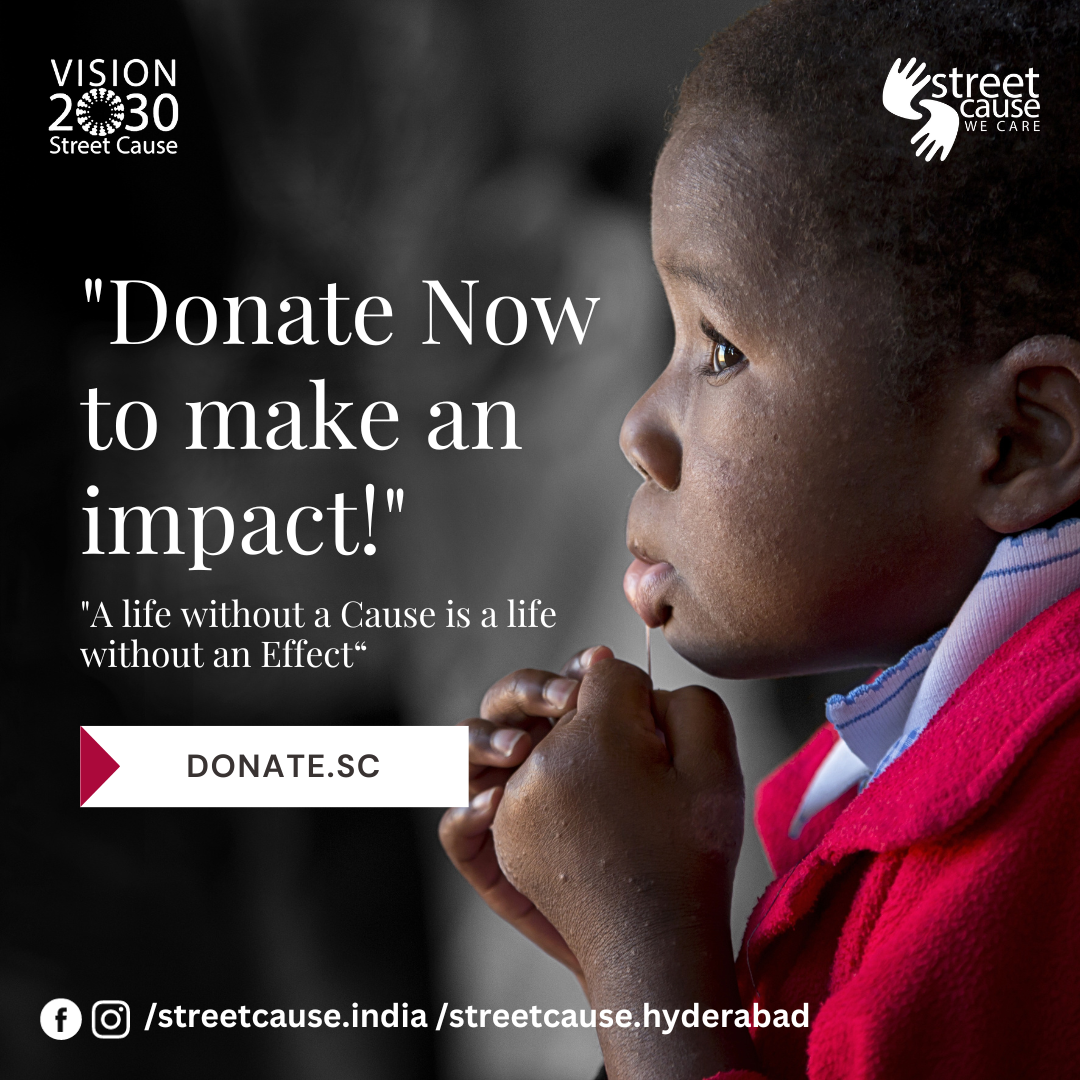 VISION
2030
Street Cause
street
cause
WE CARE
"Donate Now
to make an
impact!"
"A life without a Cause is a life
without an Effect“
DONATE.SC
/streetcause.india /streetcause.hyderabad